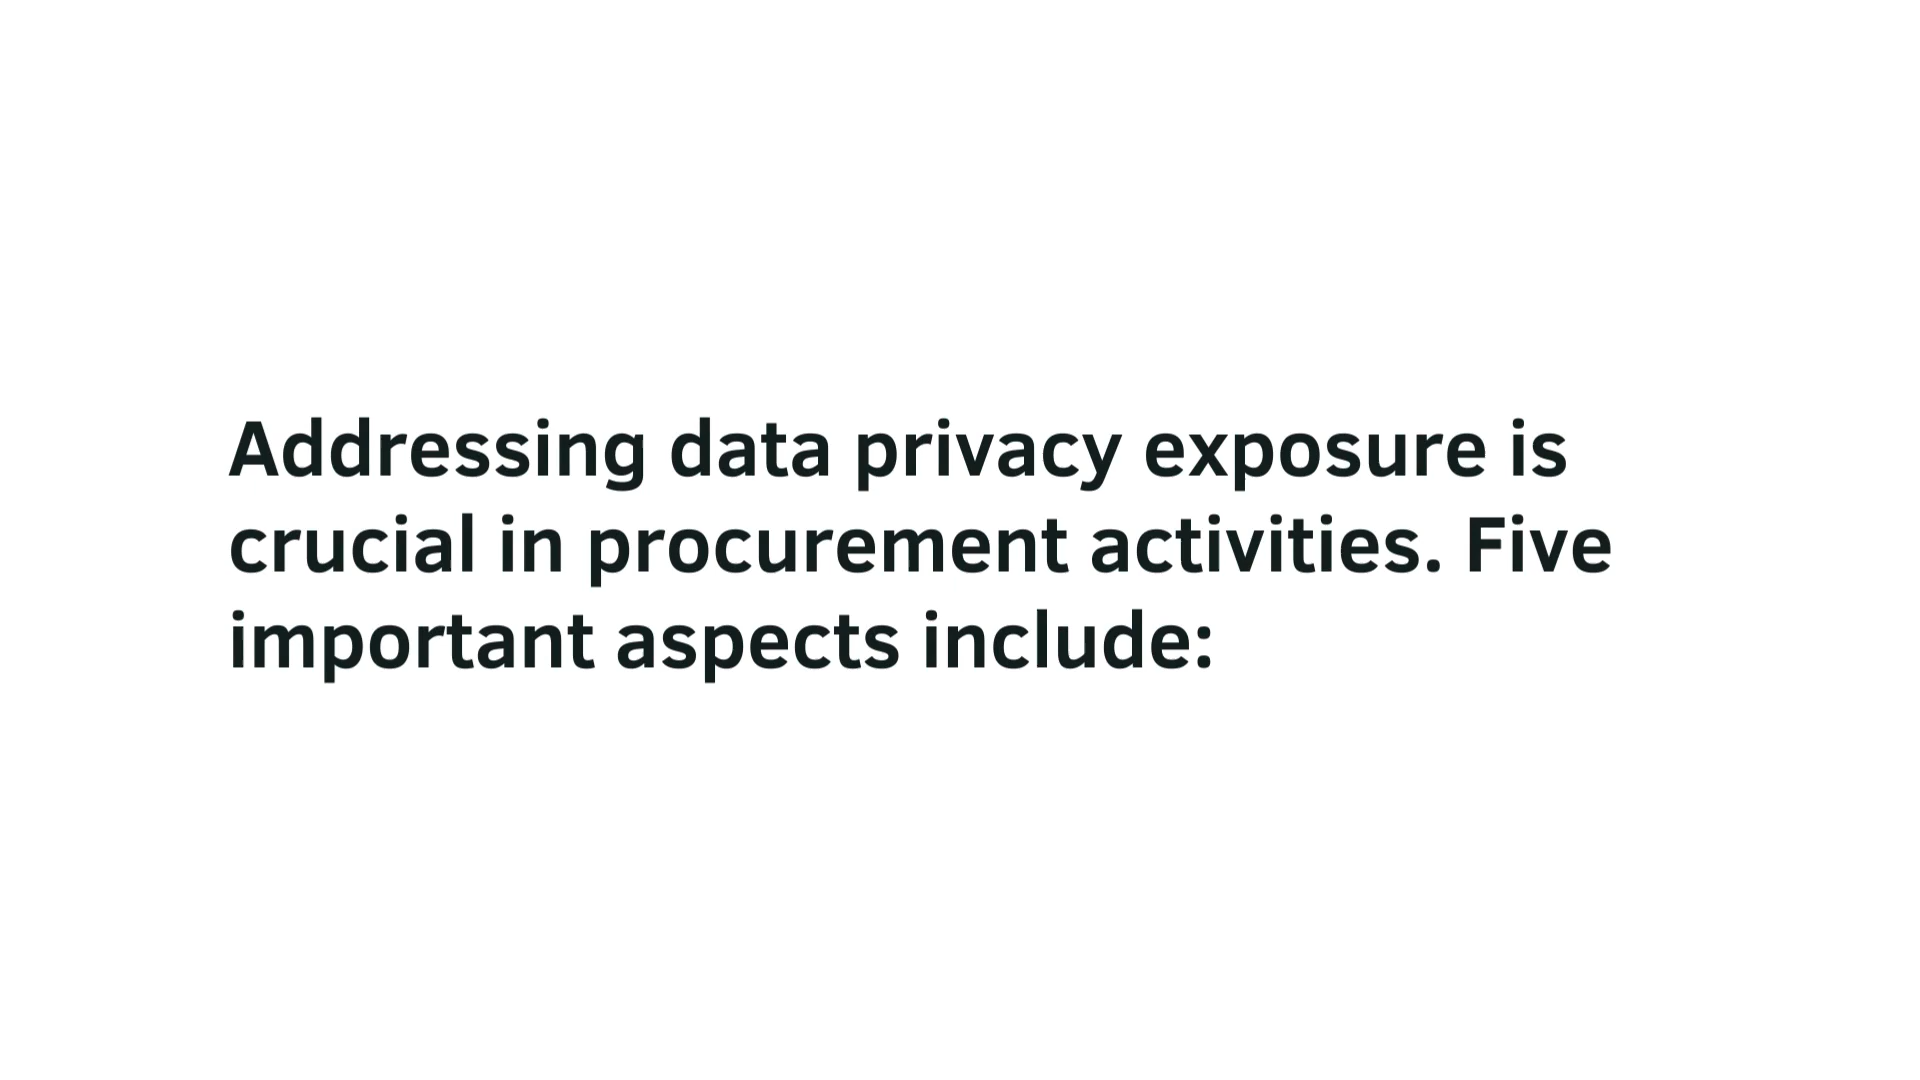 Addressing data privacy exposure is
crucial in procurement activities. Five
important aspects include: